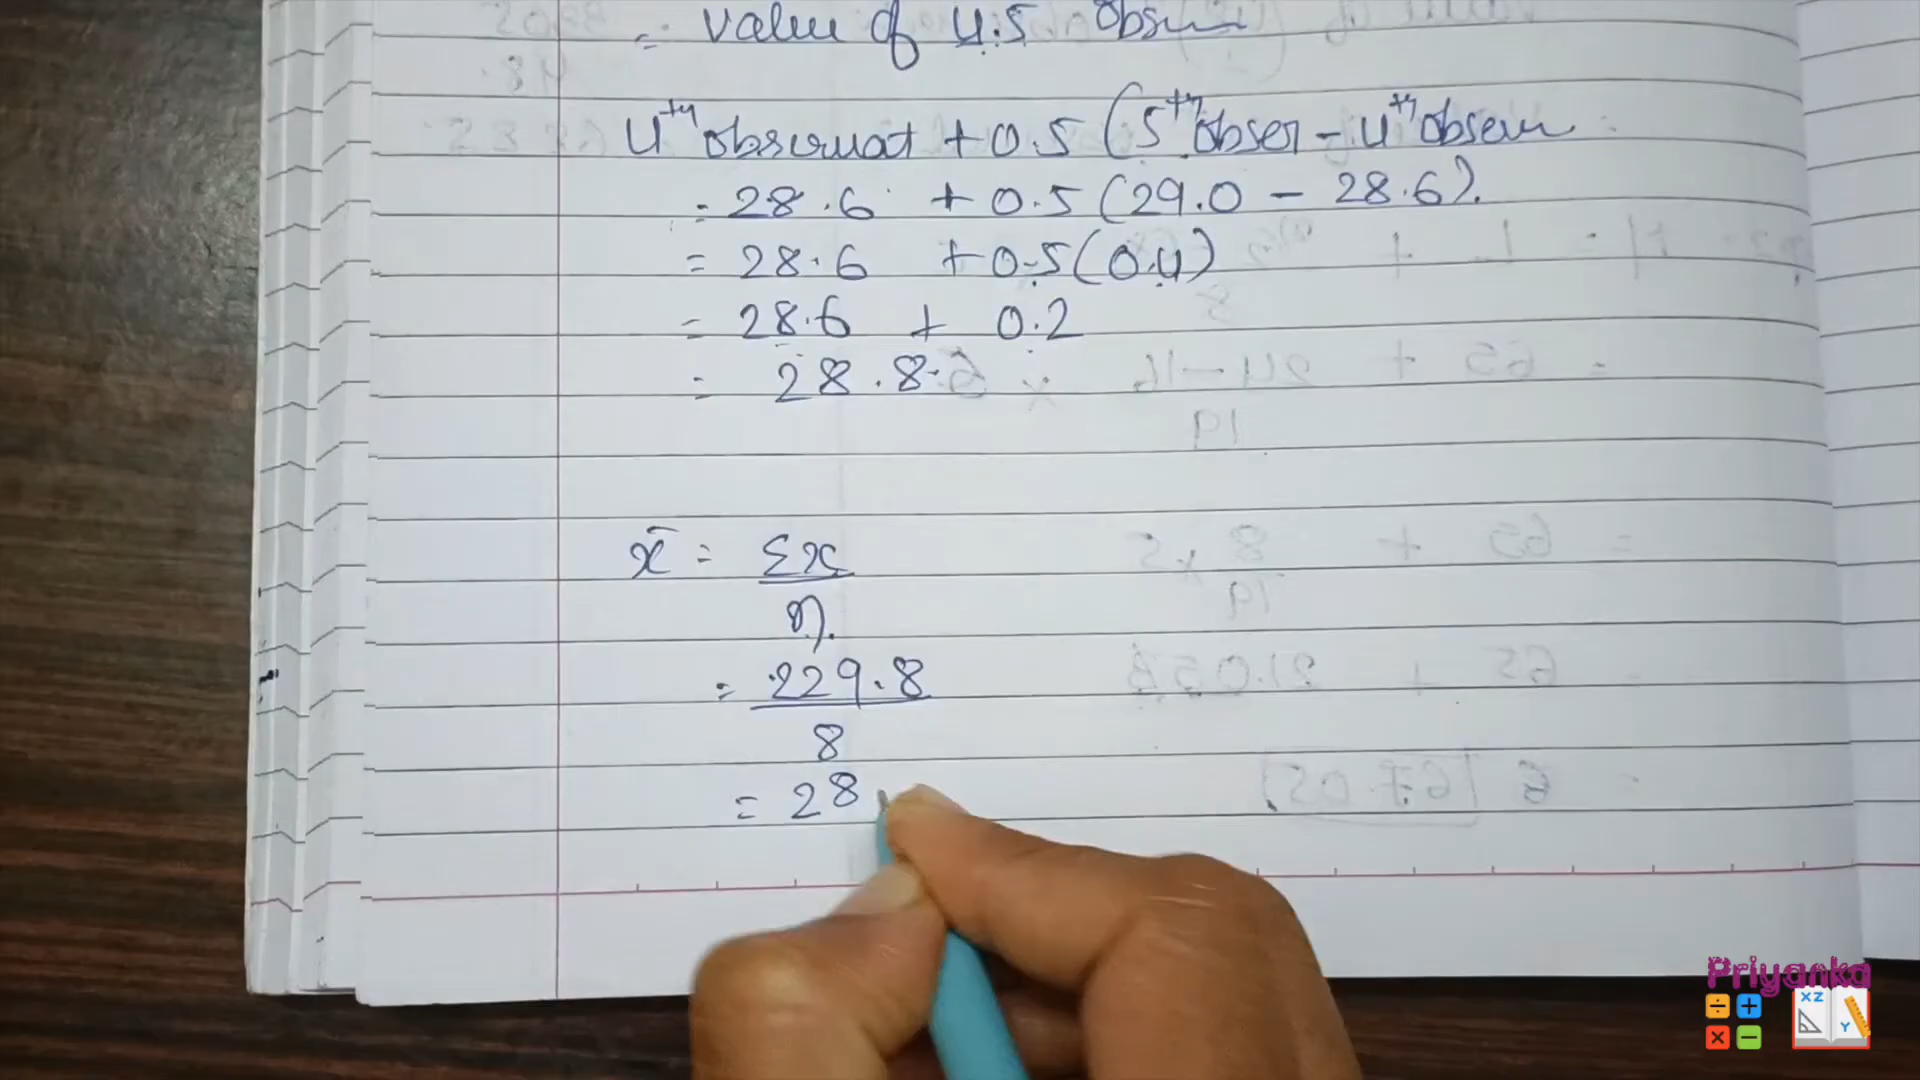 = value of 4.5 obser
4th observat + 0.5 (5th obser - 4th obser
= 28.6 + 0.5 (29.0 - 28.6)
= 28.6 + 0.5 (0.4)
= 28.6 + 0.2
= 28.8
x̄ = Σx
n
= 229.8
8
= 28
Priyanka